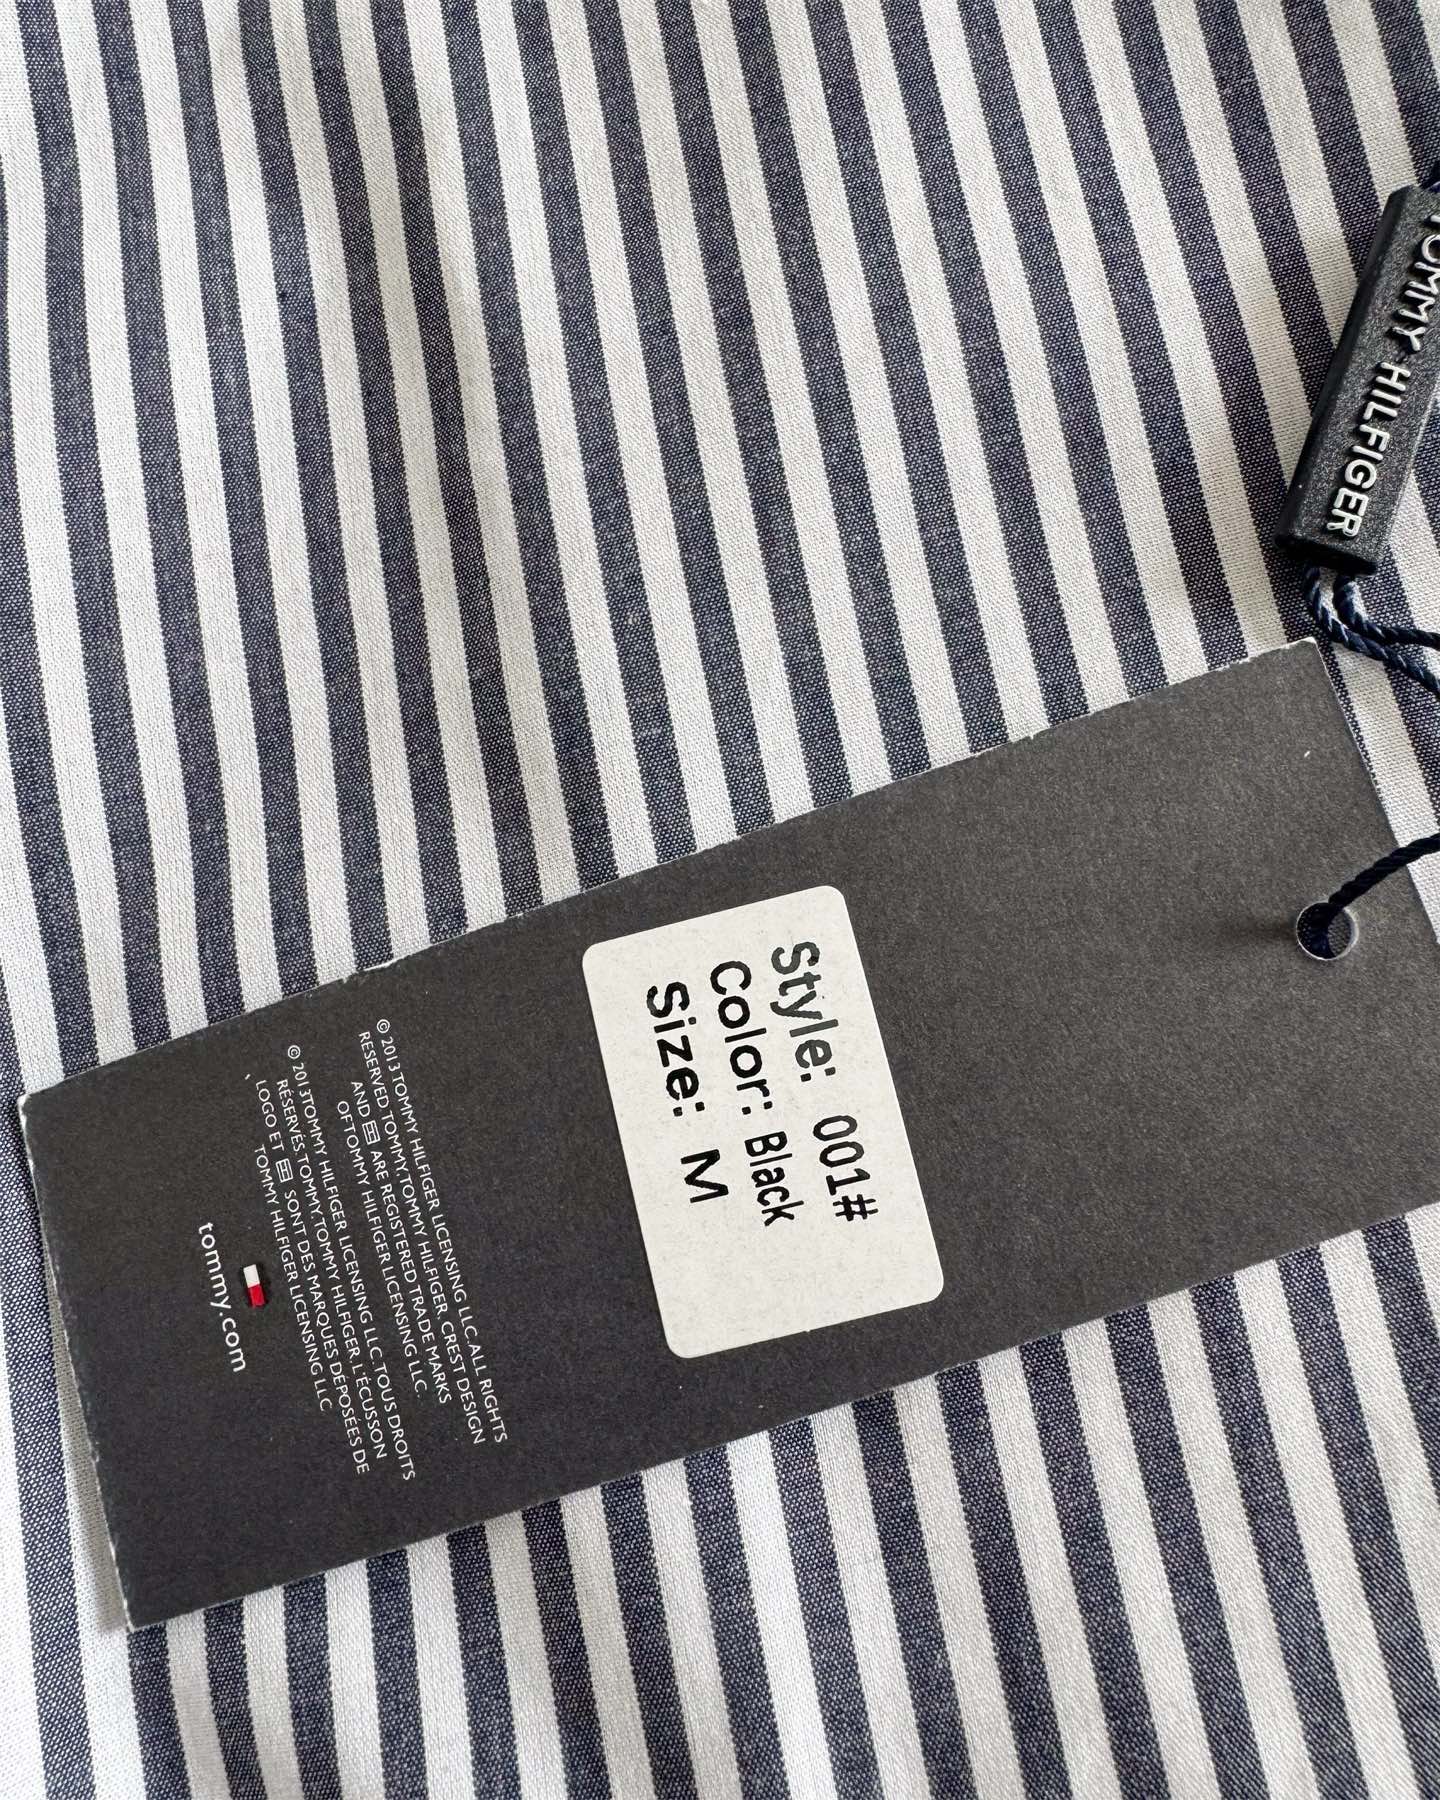 TOMMY HILFIGER
Style: 001#
Color: Black
Size: M
© 2013 TOMMY HILFIGER LICENSING LLC. ALL RIGHTS
RESERVED. TOMMY, TOMMY HILFIGER, CREST DESIGN
AND ARE REGISTERED TRADE MARKS
OF TOMMY HILFIGER LICENSING LLC.
© 2013 TOMMY HILFIGER LICENSING LLC. TOUS DROITS
RÉSERVÉS. TOMMY, TOMMY HILFIGER, L'ÉCUSSON
LOGO ET SONT DES MARQUES DÉPOSÉES DE
TOMMY HILFIGER LICENSING LLC
tommy.com